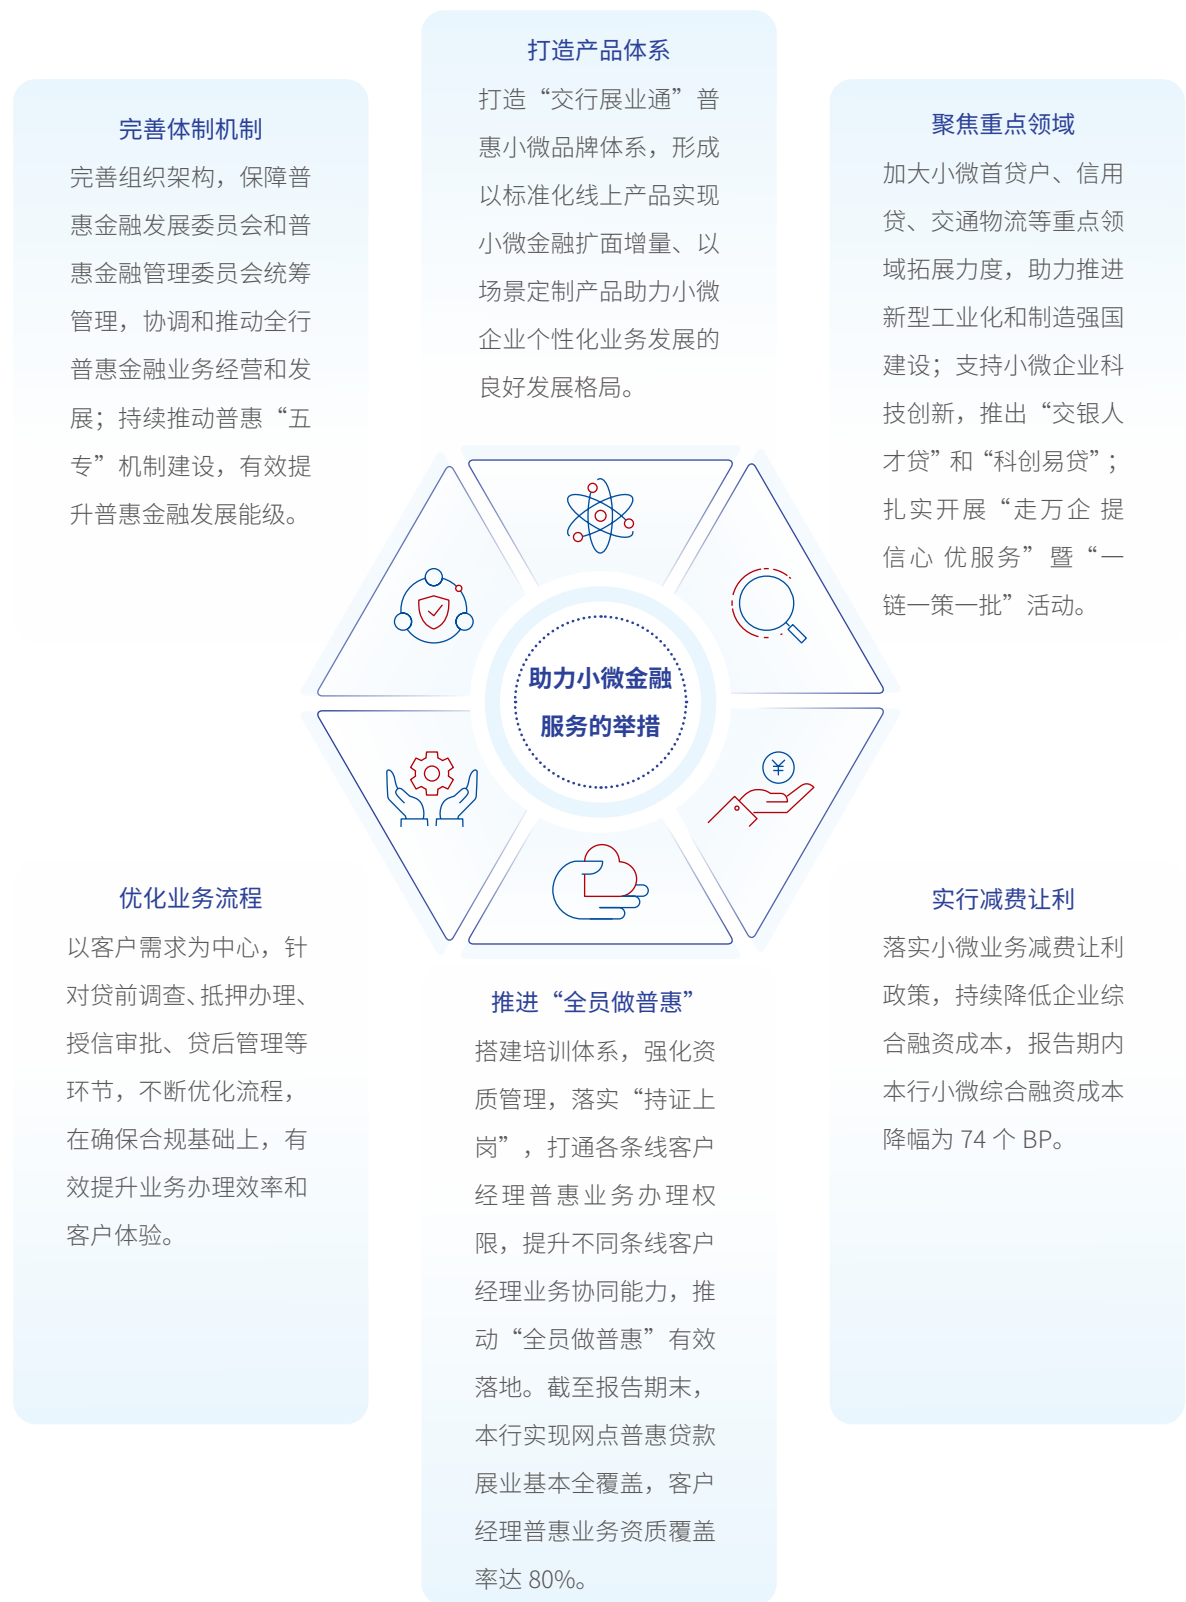 打造产品体系
打造“交行展业通”普
惠小微品牌体系，形成
以标准化线上产品实现
小微金融扩面增量、以
场景定制产品助力小微
企业个性化业务发展的
良好发展格局。
完善体制机制
完善组织架构，保障普
惠金融发展委员会和普
惠金融管理委员会统筹
管理，协调和推动全行
普惠金融业务经营和发
展；持续推动普惠“五
专”机制建设，有效提
升普惠金融发展能级。
聚焦重点领域
加大小微首贷户、信用
贷、交通物流等重点领
域拓展力度，助力推进
新型工业化和制造强国
建设；支持小微企业科
技创新，推出“交银人
才贷”和“科创易贷”；
扎实开展“走万企 提
信心 优服务”暨“一
链一策一批”活动。
助力小微金融
服务的举措
¥
优化业务流程
以客户需求为中心，针
对贷前调查、抵押办理、
授信审批、贷后管理等
环节，不断优化流程，
在确保合规基础上，有
效提升业务办理效率和
客户体验。
推进“全员做普惠”
搭建培训体系，强化资
质管理，落实“持证上
岗”，打通各条线客户
经理普惠业务办理权
限，提升不同条线客户
经理业务协同能力，推
动“全员做普惠”有效
落地。截至报告期末，
本行实现网点普惠贷款
展业基本全覆盖，客户
经理普惠业务资质覆盖
率达 80%。
实行减费让利
落实小微业务减费让利
政策，持续降低企业综
合融资成本，报告期内
本行小微综合融资成本
降幅为 74 个 BP。